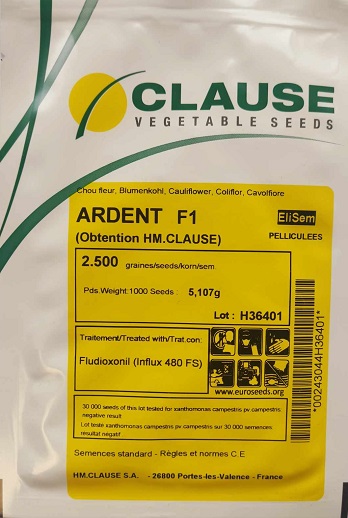 CLAUSE
VEGETABLE SEEDS
Chou fleur, Blumenkohl, Cauliflower, Coliflor, Cavolfiore
ARDENT F1
EliSem
(Obtention HM.CLAUSE)
PELLICULEES
2.500 graines/seeds/korn/sem.
Pds.Weight:1000 Seeds : 5,107g
Lot : H36401
Traitement/Treated with/Trat.con:
Fludioxonil (Influx 480 FS)
www.euroseeds.org
*00243044H36401*
30 000 seeds of this lot tested for xanthomonas campestris pv.campestris:
negative result
Lot testé xanthomonas campestris pv.campestris sur 30 000 semences:
resultat negatif
Semences standard - Règles et normes C.E
HM.CLAUSE S.A. - 26800 Portes-les-Valence - France